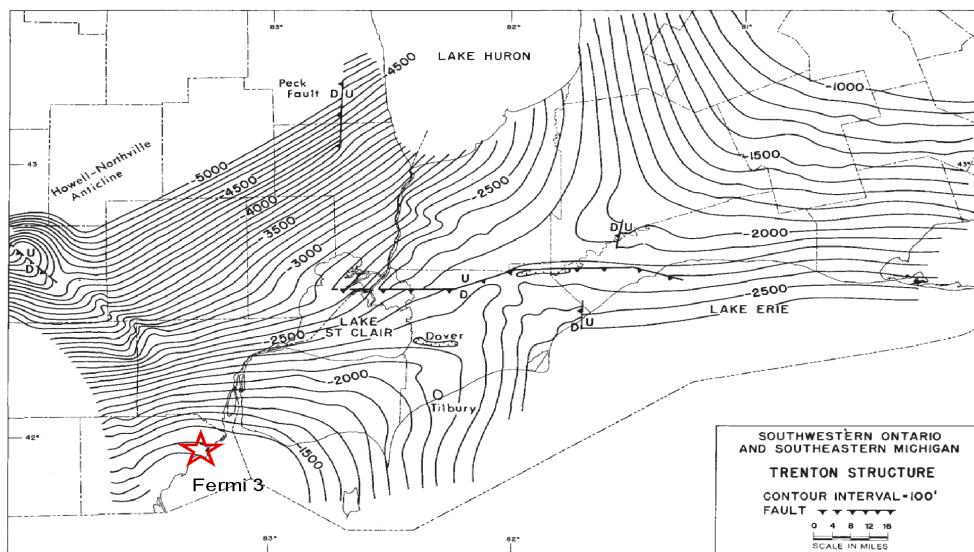 83°
82°
81
LAKE HURON
-4500
Peck
Fault
D U
-1000
43
43°
Howell-Northville
Anticline
-5000
-4500
-4000
-3500
-3000
-2500
-1500
U
D
D U
-2000
U
D
LAKE
ST CLAIR
-2500
Dover
D U
-2500
LAKE ERIE
-2000
Tilbury
42°
42°
-1500
Fermi 3
83°
82°
81
SOUTHWESTERN ONTARIO
AND SOUTHEASTERN MICHIGAN
TRENTON STRUCTURE
CONTOUR INTERVAL=100'
FAULT
0 4 8 12 16
SCALE IN MILES